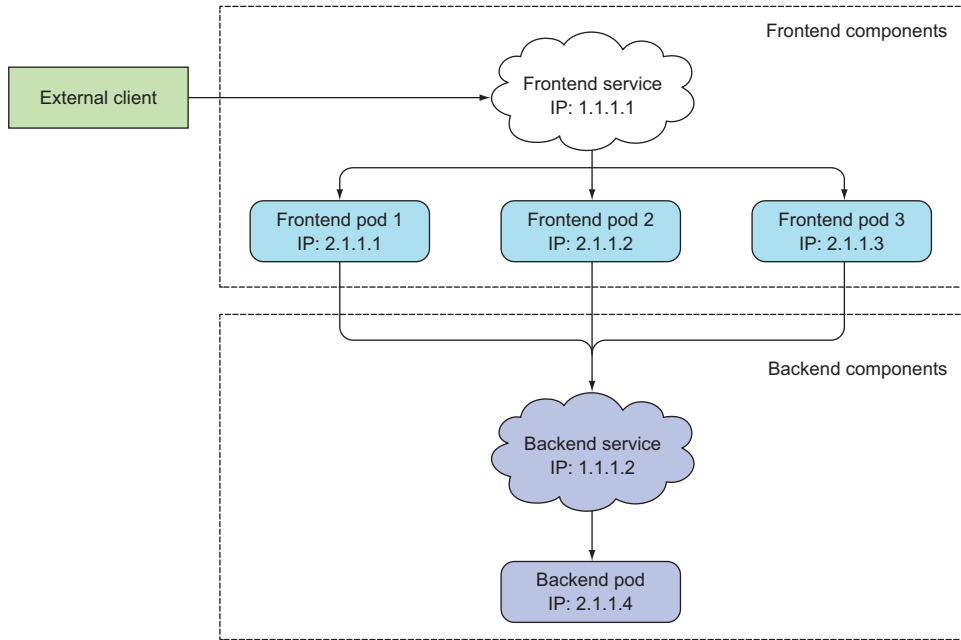 Frontend components
External client
Frontend service
IP: 1.1.1.1
Frontend pod 1
IP: 2.1.1.1
Frontend pod 2
IP: 2.1.1.2
Frontend pod 3
IP: 2.1.1.3
Backend components
Backend service
IP: 1.1.1.2
Backend pod
IP: 2.1.1.4